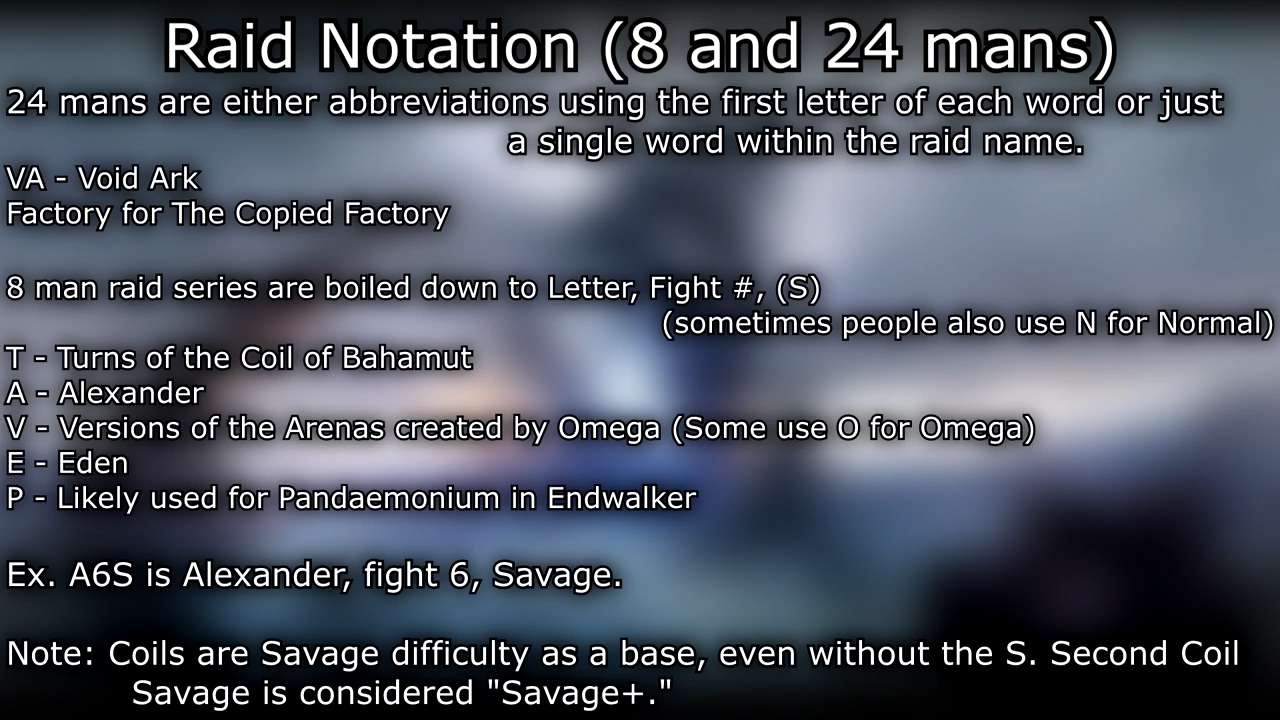 Raid Notation (8 and 24 mans)
24 mans are either abbreviations using the first letter of each word or just
a single word within the raid name.
VA - Void Ark
Factory for The Copied Factory
8 man raid series are boiled down to Letter, Fight #, (S)
(sometimes people also use N for Normal)
T - Turns of the Coil of Bahamut
A - Alexander
V - Versions of the Arenas created by Omega (Some use O for Omega)
E - Eden
P - Likely used for Pandaemonium in Endwalker
Ex. A6S is Alexander, fight 6, Savage.
Note: Coils are Savage difficulty as a base, even without the S. Second Coil
Savage is considered "Savage+."